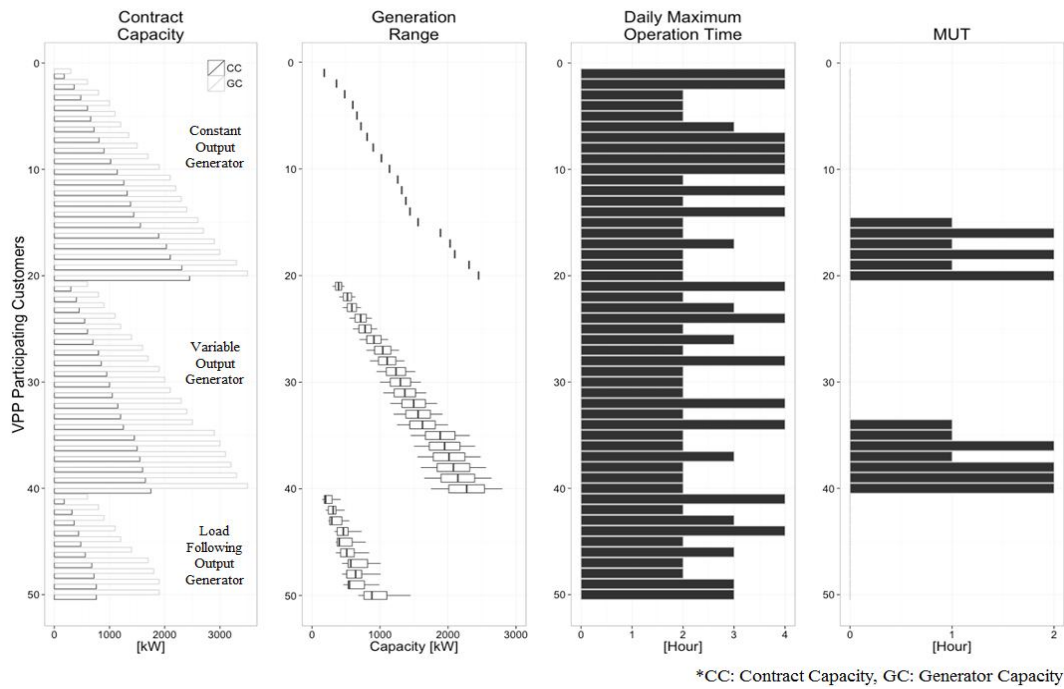 Contract
Capacity
Generation
Range
Daily Maximum
Operation Time
MUT
VPP Participating Customers
0
10
20
30
40
50
CC
GC
Constant
Output
Generator
Variable
Output
Generator
Load
Following
Output
Generator
0 1000 2000 3000
[kW]
0
10
20
30
40
50
0 1000 2000 3000
Capacity [kW]
0
10
20
30
40
50
0 1 2 3 4
[Hour]
0
10
20
30
40
50
0 1 2
[Hour]
*CC: Contract Capacity, GC: Generator Capacity